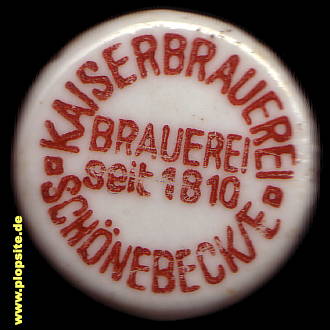 KAISERBRAUEREI
BRAUEREI
seit 1810
SCHÖNEBECK/E
www.plopsite.de